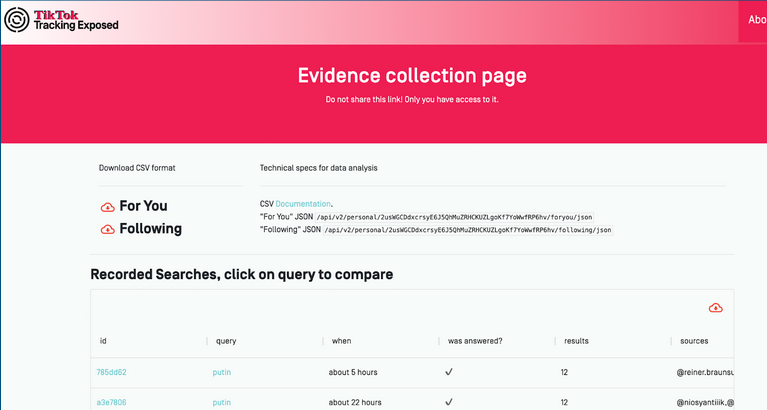 TikTok
Tracking Exposed
Abo
Evidence collection page
Do not share this link! Only you have access to it.
Download CSV format
Technical specs for data analysis
For You
Following
CSV Documentation.
"For You" JSON /api/v2/personal/2usWGCDdxcrsyE6J5QhMuZRHCKUZLgoKf7YoWwfRP6hv/foryou/json
"Following" JSON /api/v2/personal/2usWGCDdxcrsyE6J5QhMuZRHCKUZLgoKf7YoWwfRP6hv/following/json
Recorded Searches, click on query to compare
id query when was answered? results sources
785dd62 putin about 5 hours ✓ 12 @reiner.braunsu
a3e7806 putin about 22 hours ✓ 12 @niosyantiiik,@